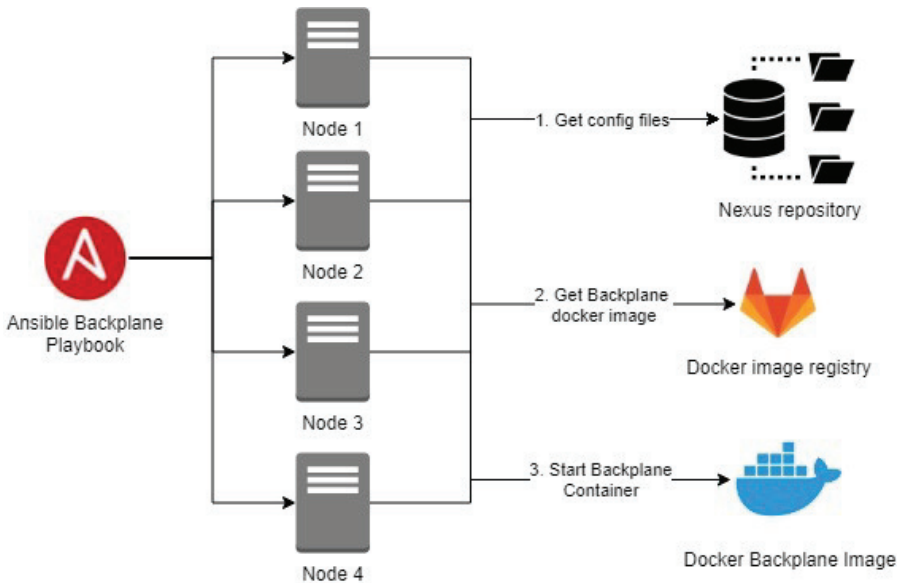 Node 1
1. Get config files
Nexus repository
Node 2
Ansible Backplane
Playbook
2. Get Backplane
docker image
Docker image registry
Node 3
3. Start Backplane
Container
Docker Backplane Image
Node 4